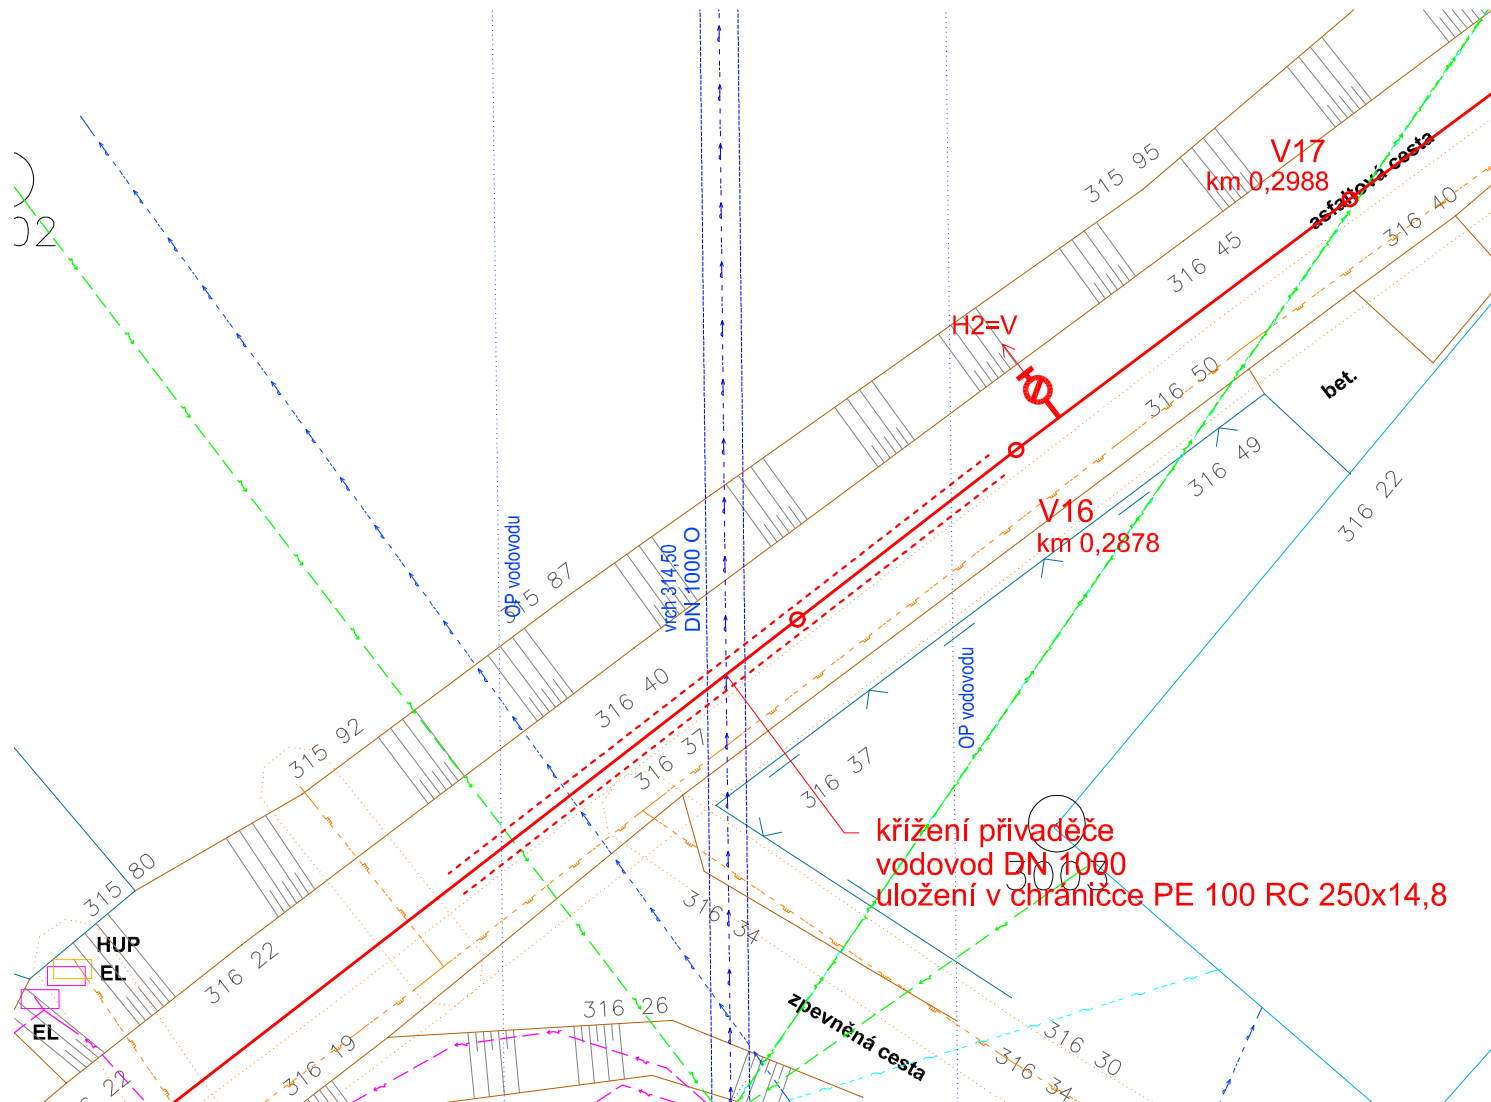 315 95
V17
km 0,2988
asfaltová cesta
316 40
02
316 45
H2=V
316 50
bet.
316 49
316 22
V16
km 0,2878
OP vodovodu
315 87
vrch 314,50
DN 1000 O
OP vodovodu
316 40
316 37
315 92
316 37
křížení přivaděče
vodovod DN 1000
uložení v chráničce PE 100 RC 250x14,8
3003
315 80
316 34
HUP
EL
316 22
EL
316 26
zpevněná cesta
316 30
316 19
316 34
22